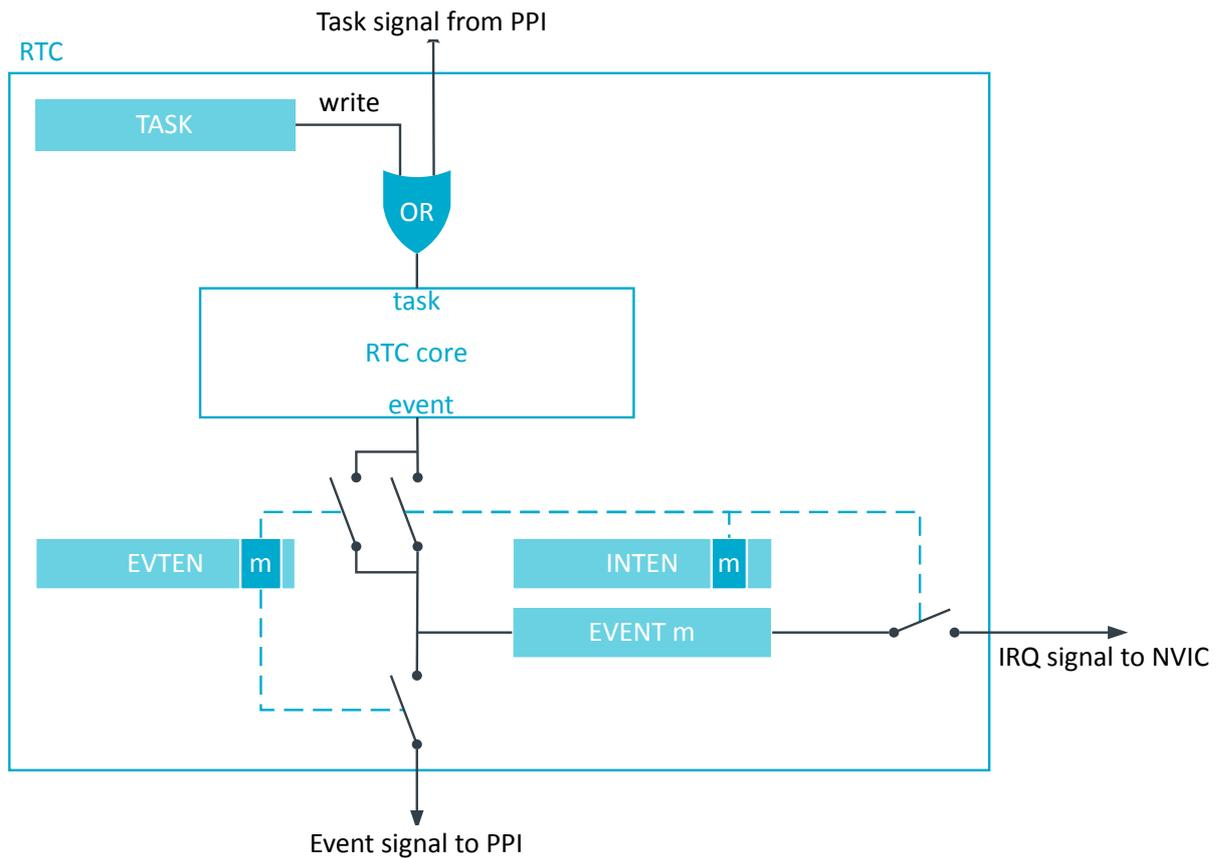 Task signal from PPI
RTC
write
TASK
OR
task
RTC core
event
EVTEN m
INTEN m
EVENT m
IRQ signal to NVIC
Event signal to PPI